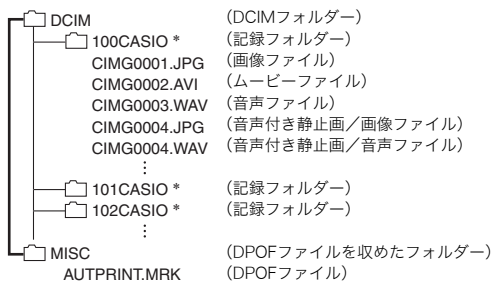 DCIM (DCIMフォルダー)
100CASIO * (記録フォルダー)
CIMG0001.JPG (画像ファイル)
CIMG0002.AVI (ムービーファイル)
CIMG0003.WAV (音声ファイル)
CIMG0004.JPG (音声付き静止画/画像ファイル)
CIMG0004.WAV (音声付き静止画/音声ファイル)
⋮
101CASIO * (記録フォルダー)
102CASIO * (記録フォルダー)
⋮
MISC (DPOFファイルを収めたフォルダー)
AUTPRINT.MRK (DPOFファイル)